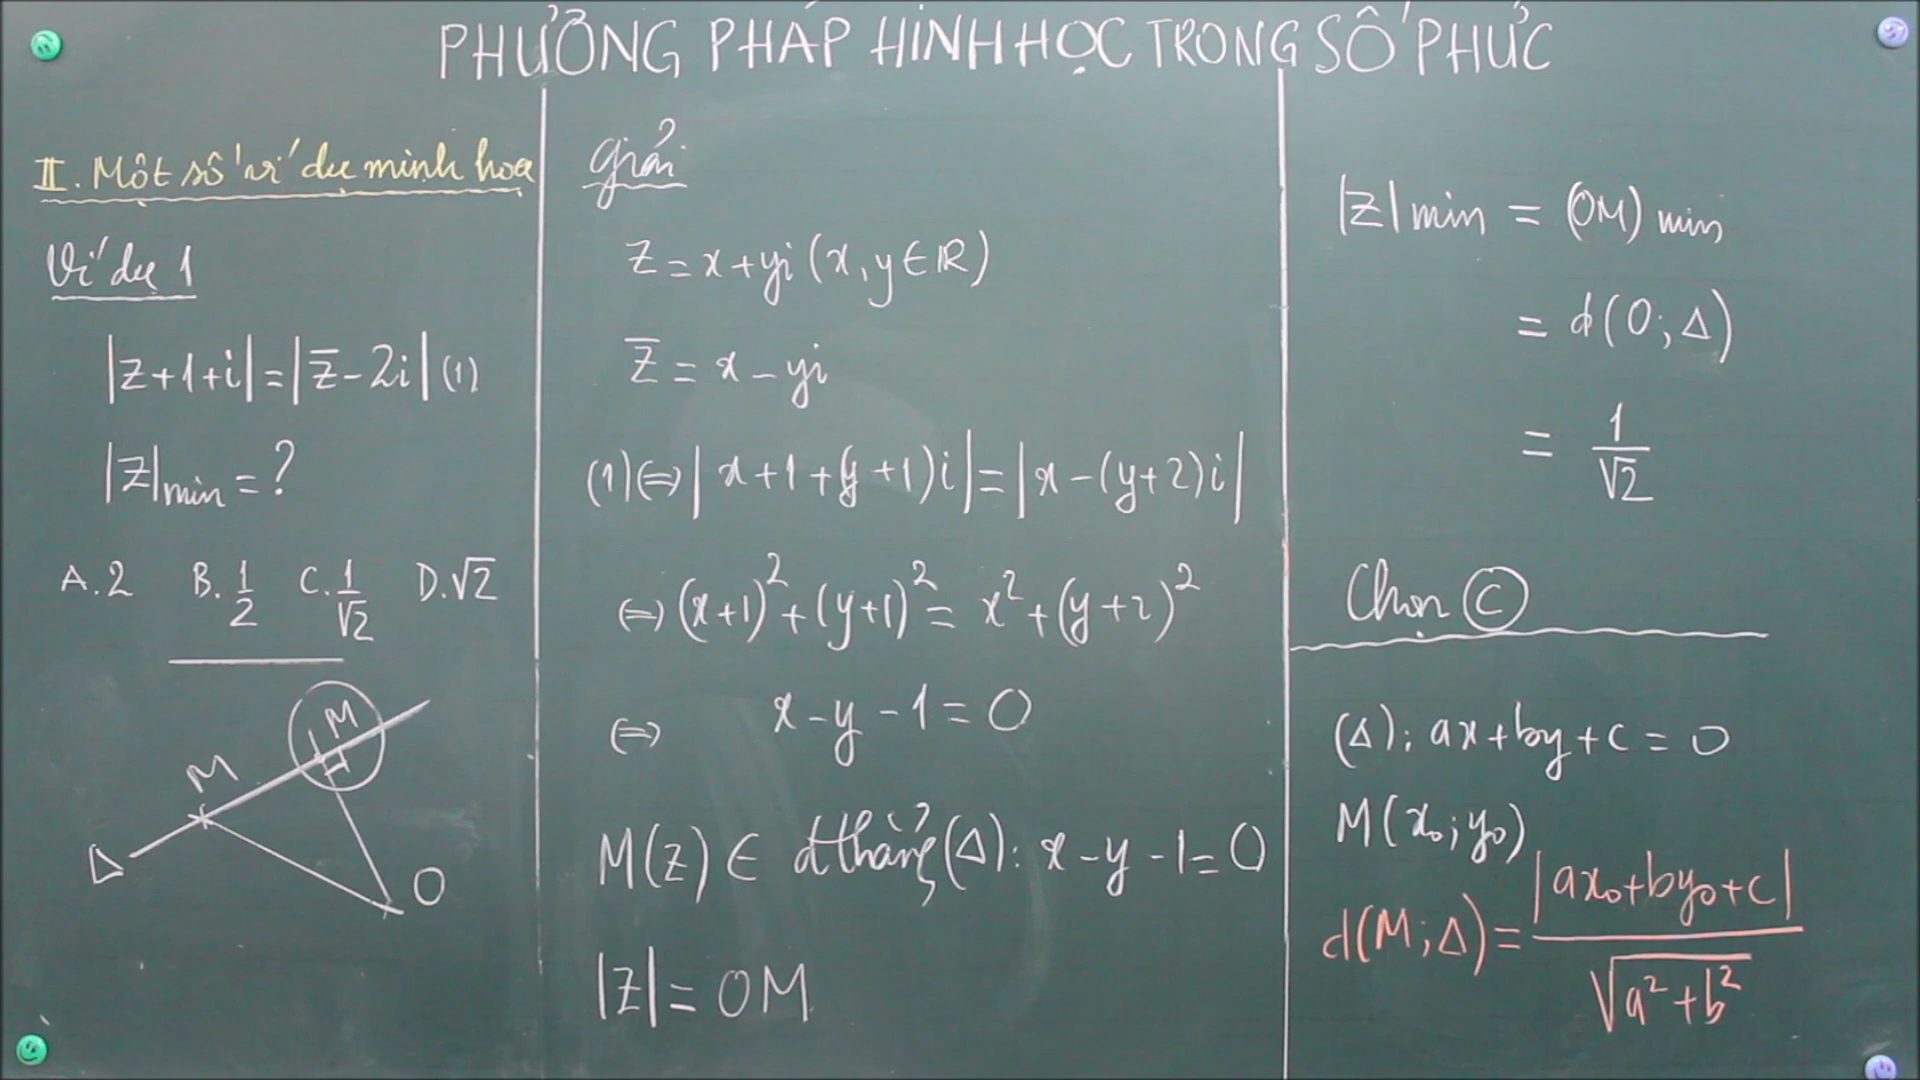 PHƯƠNG PHÁP HÌNH HỌC TRONG SỐ PHỨC
II. Một số ví dụ minh họa
Ví dụ 1
|z+1+i|=|z̅-2i| (1)
|z|min = ?
A. 2 B. 1/2 C. 1/√2 D. √2
M
M
Δ
O
Giải
z = x+yi (x, y ∈ ℝ)
z̅ = x - yi
(1) ⇔ |x+1+(y+1)i| = |x-(y+2)i|
⇔ (x+1)² + (y+1)² = x² + (y+2)²
⇔ x - y - 1 = 0
M(z) ∈ đthẳng (Δ): x - y - 1 = 0
|z| = OM
|z| min = (OM) min
= d(O; Δ)
= 1/√2
Chọn Ⓒ
(Δ): ax+by+c = 0
M(x₀; y₀)
d(M; Δ) = |ax₀+by₀+c| / √(a²+b²)